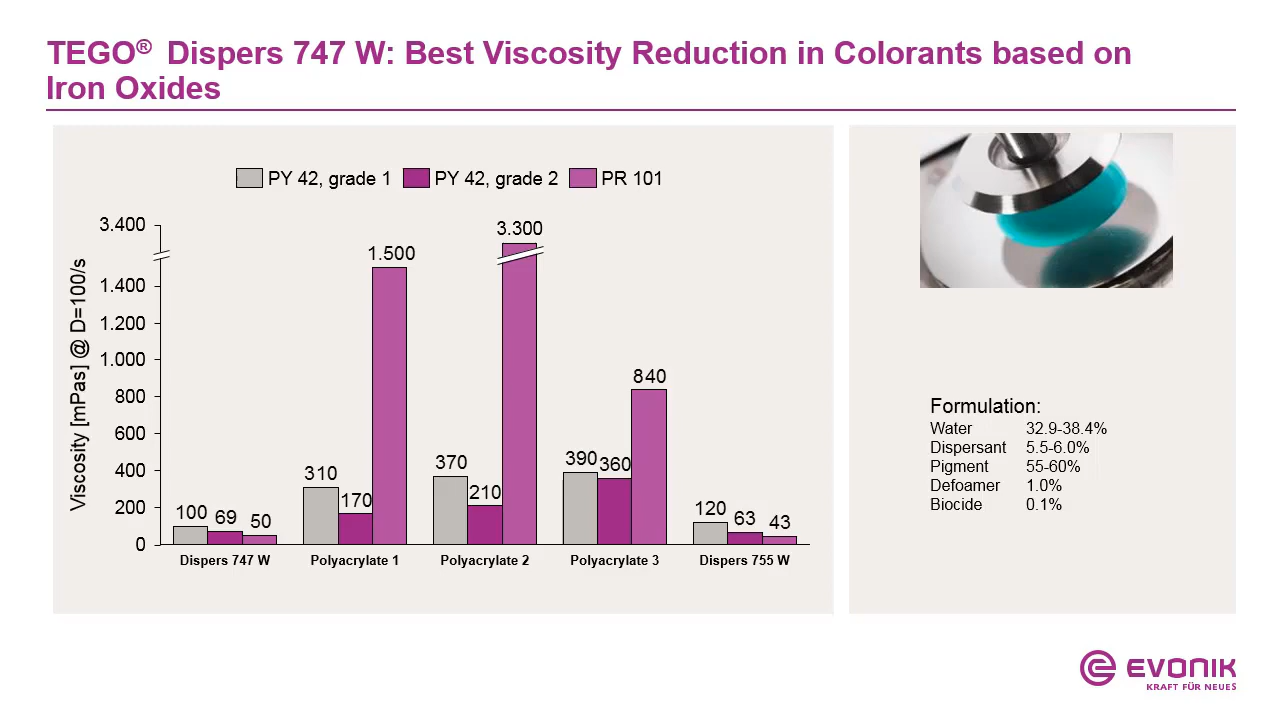 TEGO® Dispers 747 W: Best Viscosity Reduction in Colorants based on
Iron Oxides
PY 42, grade 1 PY 42, grade 2 PR 101
Viscosity [mPas] @ D=100/s
3.400
1.400
1.200
1.000
800
600
400
200
0
100 69 50
310 170 1.500
370 210 3.300
390 360 840
120 63 43
Dispers 747 W Polyacrylate 1 Polyacrylate 2 Polyacrylate 3 Dispers 755 W
Formulation:
Water 32.9-38.4%
Dispersant 5.5-6.0%
Pigment 55-60%
Defoamer 1.0%
Biocide 0.1%
EVONIK
KRAFT FÜR NEUES